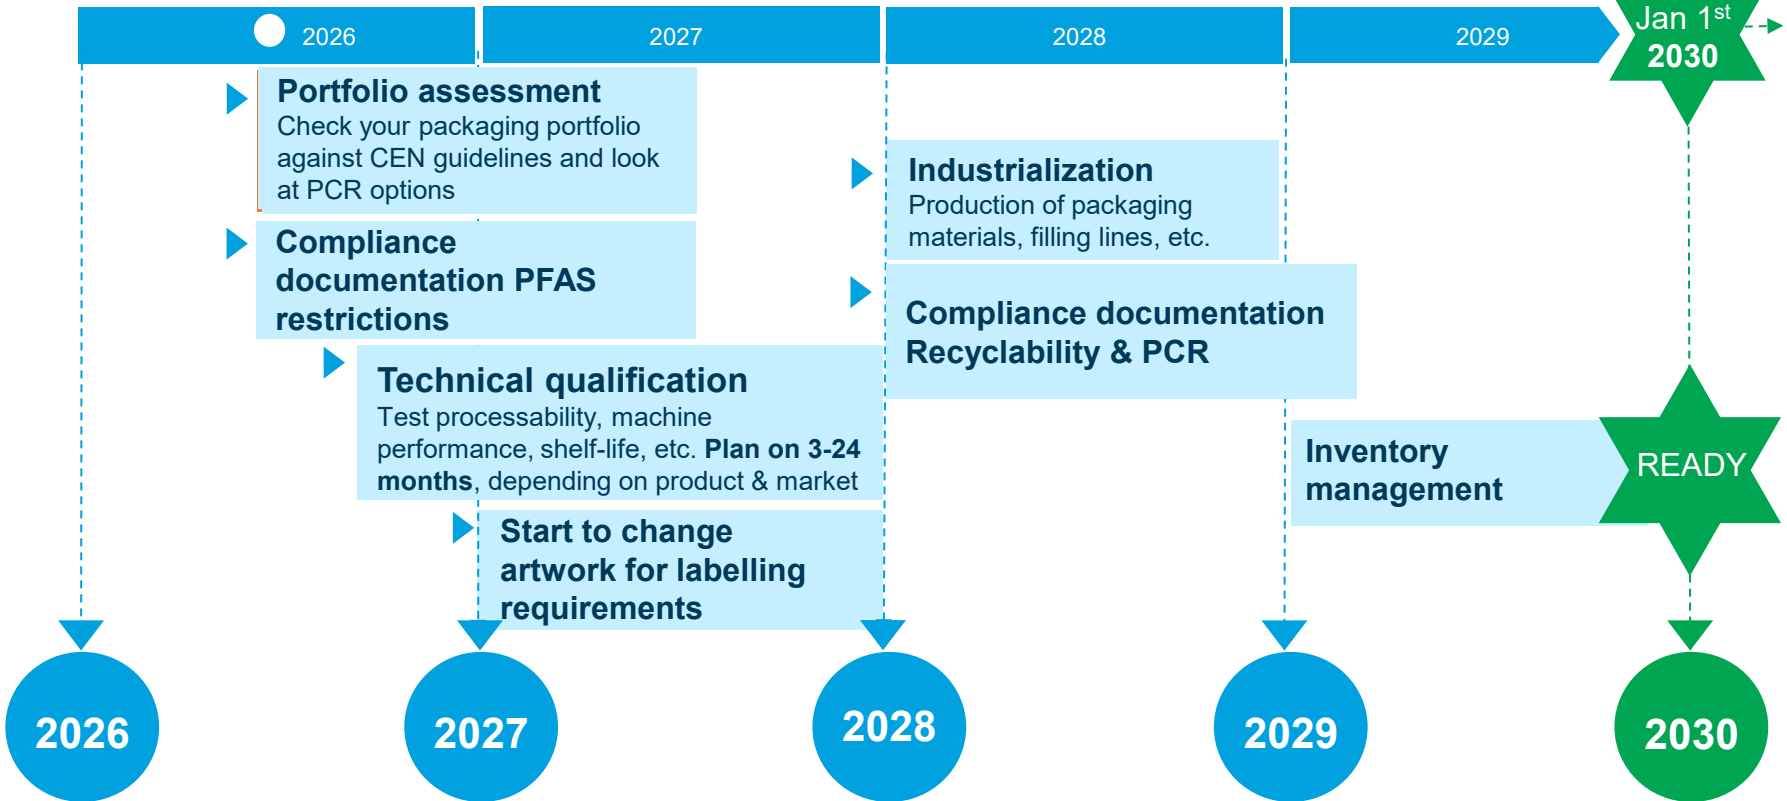 2026
2027
2028
2029
Jan 1st
2030
Portfolio assessment
Check your packaging portfolio
against CEN guidelines and look
at PCR options
Compliance
documentation PFAS
restrictions
Technical qualification
Test processability, machine
performance, shelf-life, etc. Plan on 3-24
months, depending on product & market
Start to change
artwork for labelling
requirements
Industrialization
Production of packaging
materials, filling lines, etc.
Compliance documentation
Recyclability & PCR
Inventory
management
READY
2026
2027
2028
2029
2030